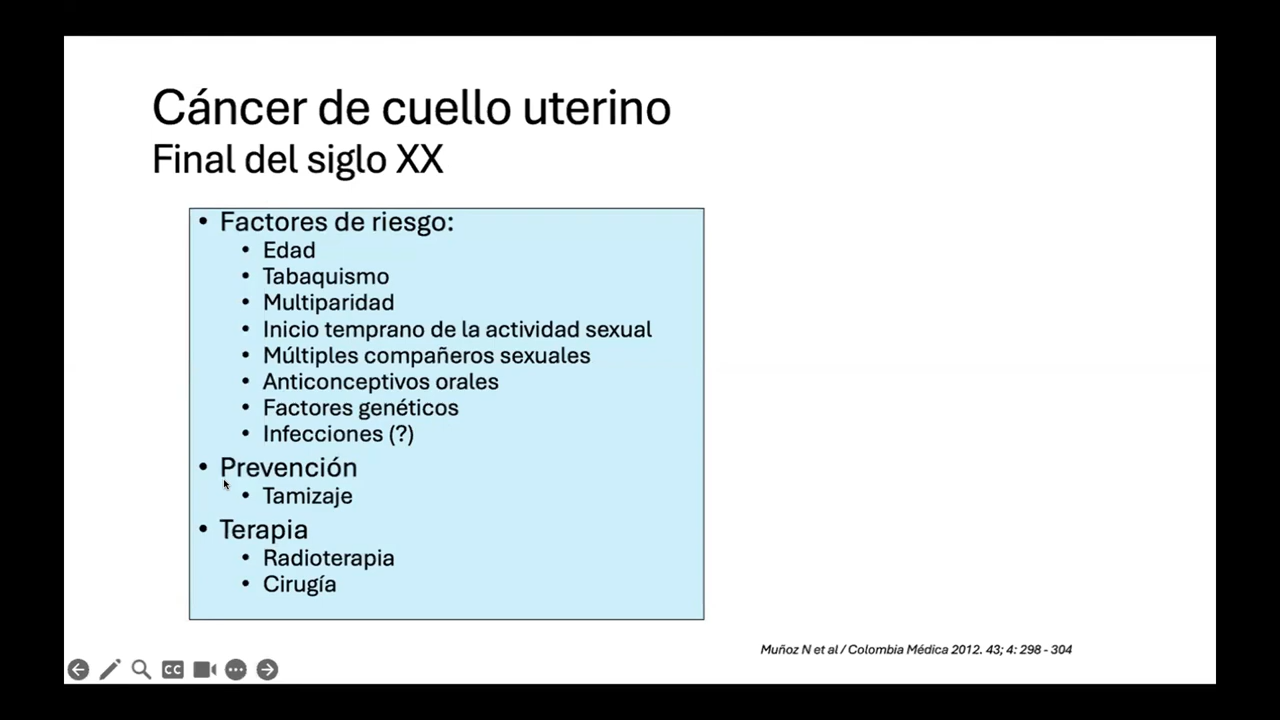 Cáncer de cuello uterino
Final del siglo XX
• Factores de riesgo:
• Edad
• Tabaquismo
• Multiparidad
• Inicio temprano de la actividad sexual
• Múltiples compañeros sexuales
• Anticonceptivos orales
• Factores genéticos
• Infecciones (?)
• Prevención
• Tamizaje
• Terapia
• Radioterapia
• Cirugía
Muñoz N et al / Colombia Médica 2012. 43; 4: 298 - 304
CC